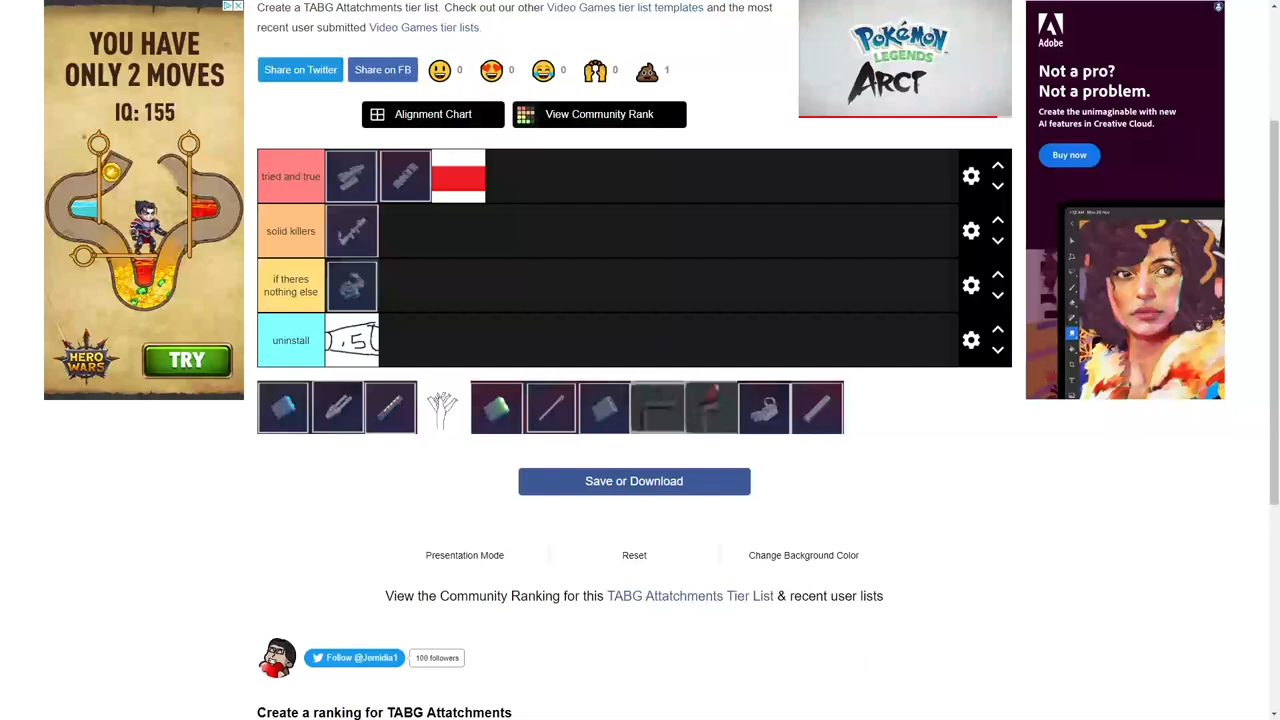 Create a TABG Attatchments tier list. Check out our other Video Games tier list templates and the most
recent user submitted Video Games tier lists.
YOU HAVE
ONLY 2 MOVES
IQ: 155
HERO
WARS
TRY
Share on Twitter
Share on FB
0
0
0
0
1
Alignment Chart
View Community Rank
POKéMON
LEGENDS
ARC
Adobe
Not a pro?
Not a problem.
Create the unimaginable with new
AI features in Creative Cloud.
Buy now
tried and true
solid killers
if theres
nothing else
uninstall
.5
Save or Download
Presentation Mode
Reset
Change Background Color
View the Community Ranking for this TABG Attatchments Tier List & recent user lists
Follow @Jemidia1
100 followers
Create a ranking for TABG Attatchments